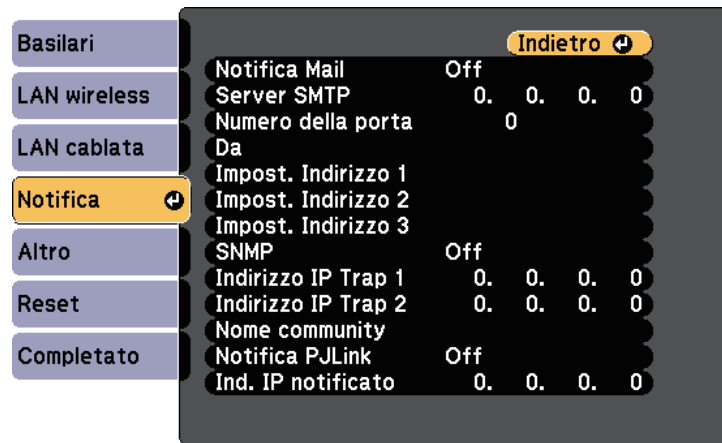 Basilari
LAN wireless
LAN cablata
Notifica
Altro
Reset
Completato
Indietro
Notifica Mail Off
Server SMTP 0. 0. 0. 0
Numero della porta 0
Da
Impost. Indirizzo 1
Impost. Indirizzo 2
Impost. Indirizzo 3
SNMP Off
Indirizzo IP Trap 1 0. 0. 0. 0
Indirizzo IP Trap 2 0. 0. 0. 0
Nome community
Notifica PJLink Off
Ind. IP notificato 0. 0. 0. 0